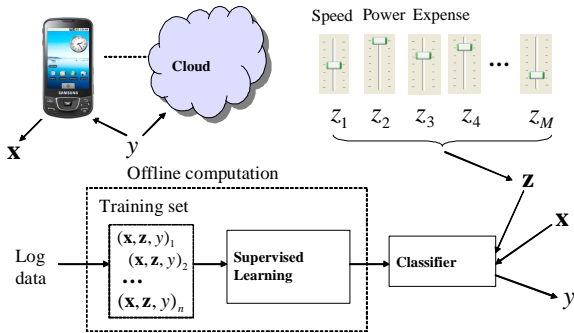 Speed Power Expense
Cloud
SAMSUNG
...
z1 z2 z3 z4 zM
x
y
Offline computation
z
Training set
x
(x, z, y)1
(x, z, y)2
...
(x, z, y)n
Log
data
Supervised
Learning
Classifier
y